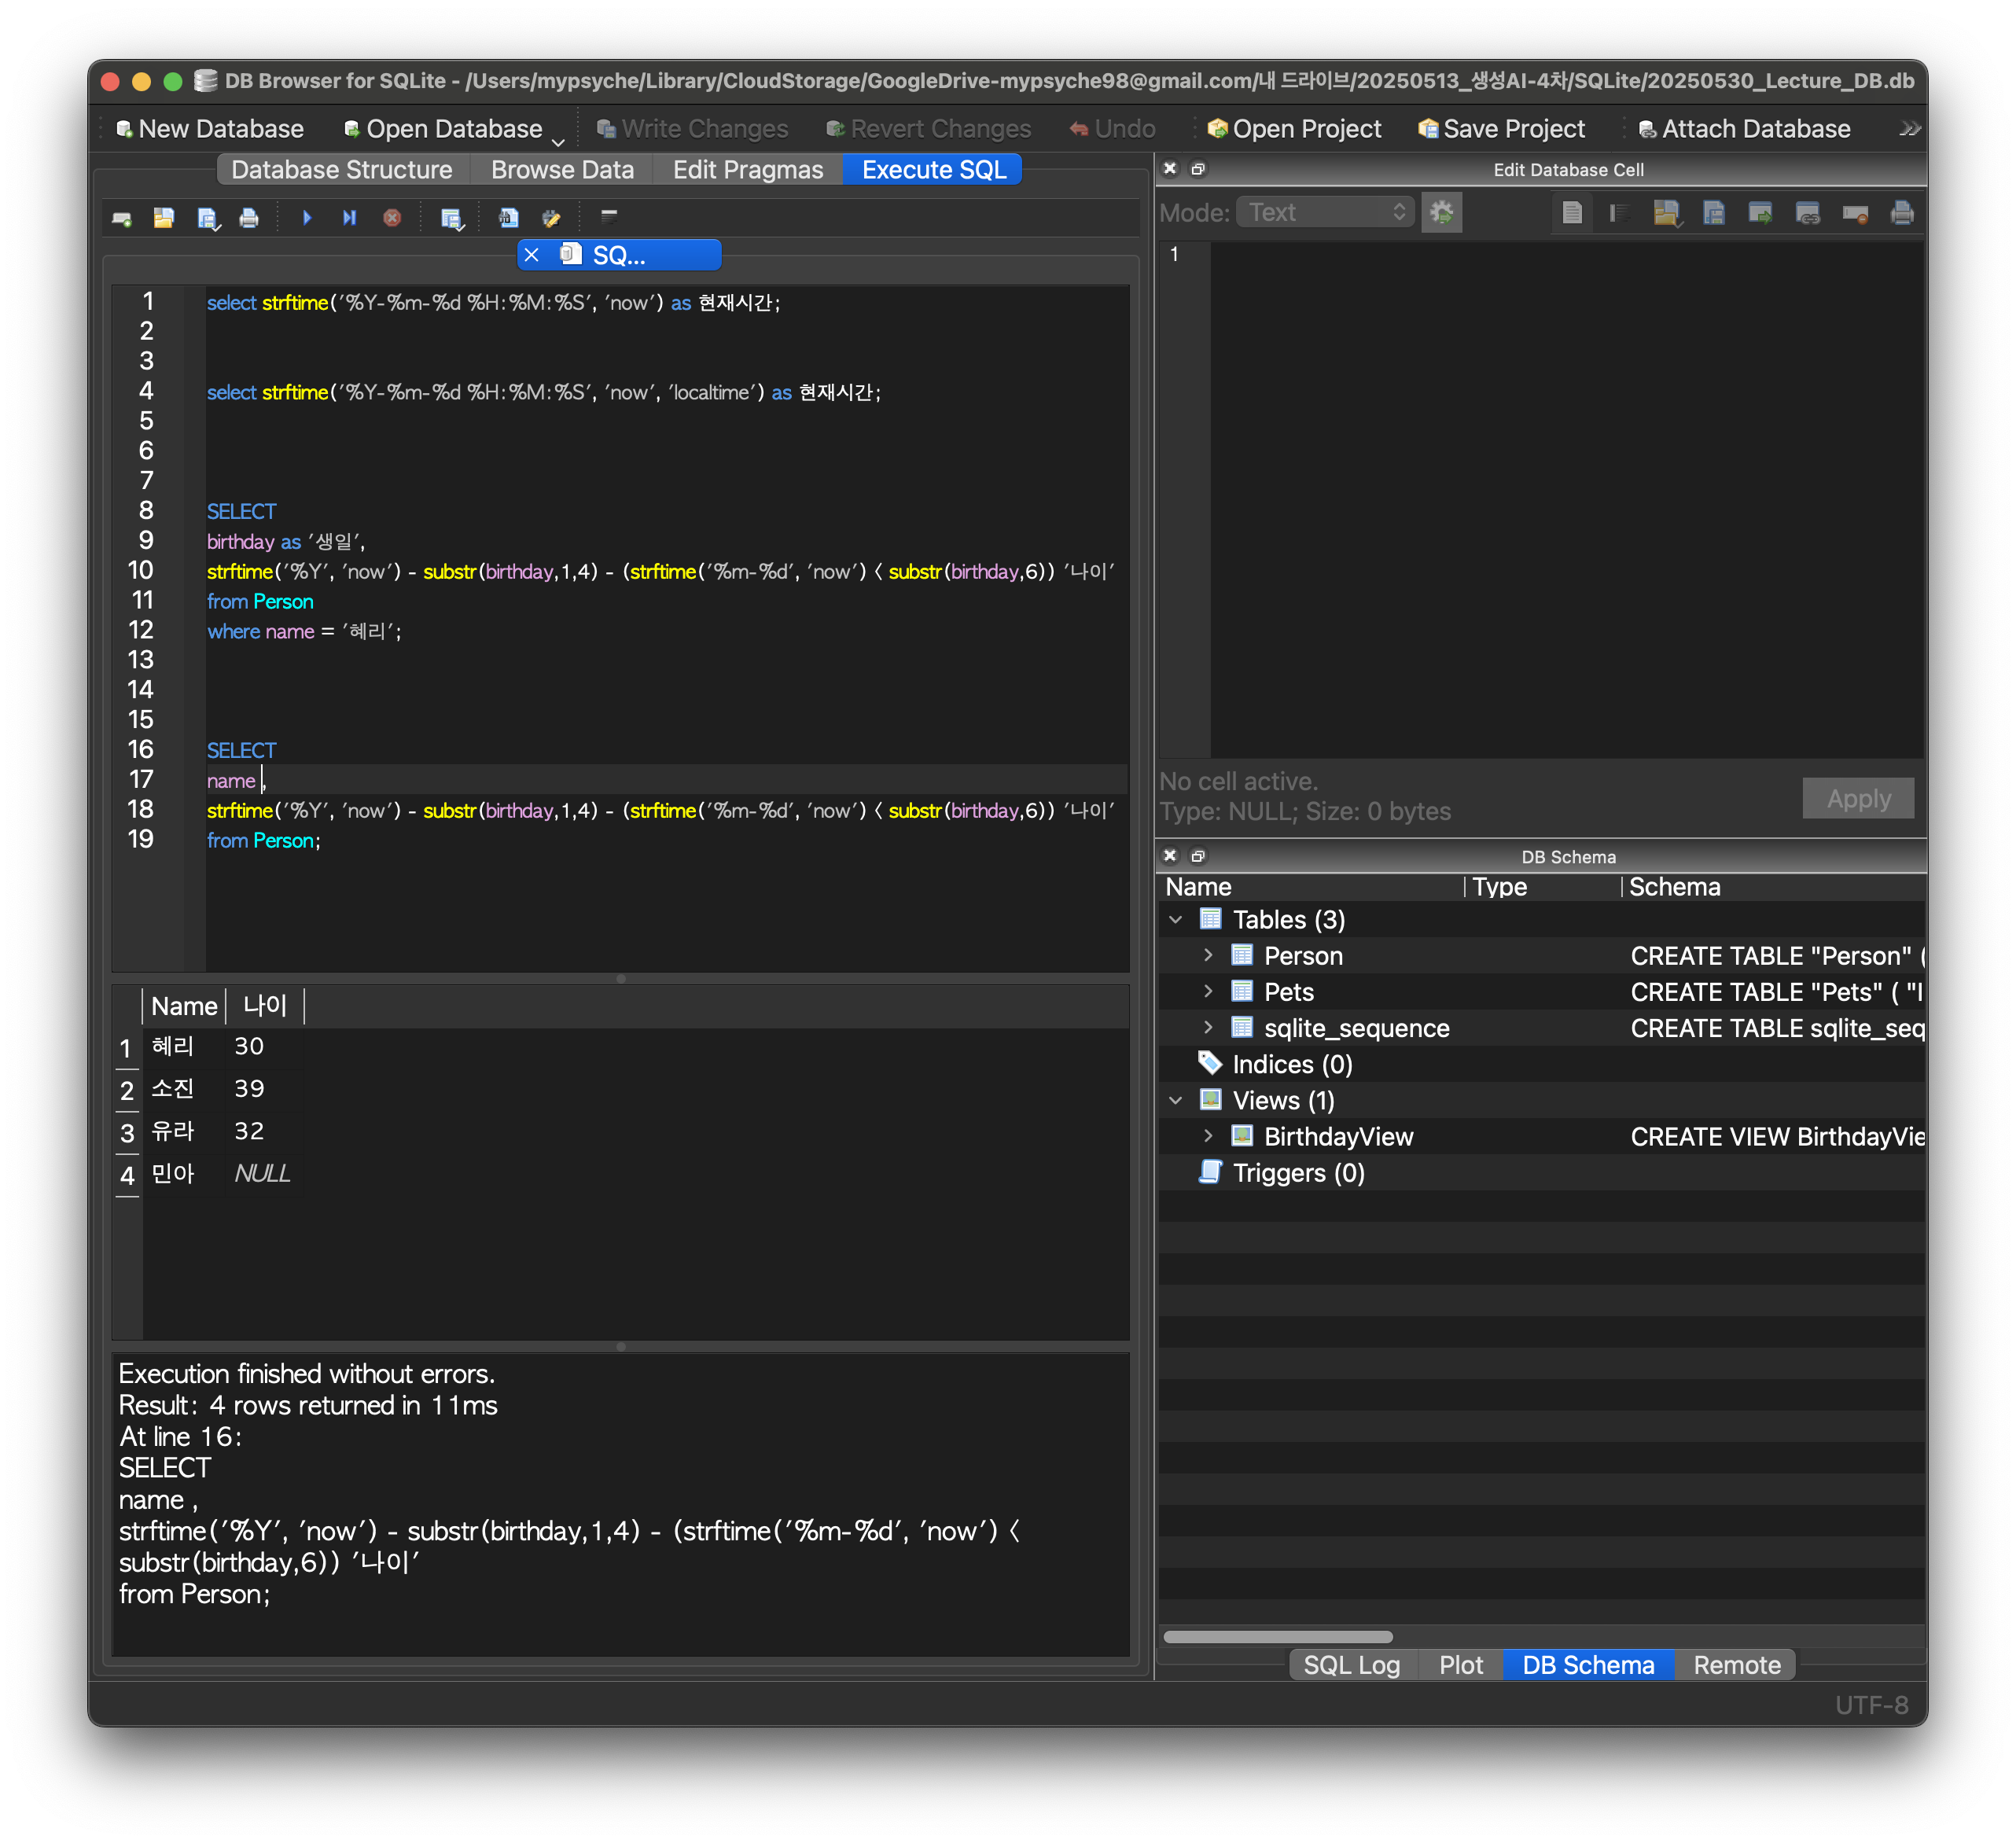 DB Browser for SQLite - /Users/mypsyche/Library/CloudStorage/GoogleDrive-mypsyche98@gmail.com/내 드라이브/20250513_생성AI-4차/SQLite/20250530_Lecture_DB.db
New Database Open Database Write Changes Revert Changes Undo Open Project Save Project Attach Database
Database Structure Browse Data Edit Pragmas Execute SQL
SQ...
1 select strftime('%Y-%m-%d %H:%M:%S', 'now') as 현재시간;
2
3
4 select strftime('%Y-%m-%d %H:%M:%S', 'now', 'localtime') as 현재시간;
5
6
7
8 SELECT
9 birthday as '생일',
10 strftime('%Y', 'now') - substr(birthday,1,4) - (strftime('%m-%d', 'now') < substr(birthday,6)) '나이'
11 from Person
12 where name = '혜리';
13
14
15
16 SELECT
17 name ,
18 strftime('%Y', 'now') - substr(birthday,1,4) - (strftime('%m-%d', 'now') < substr(birthday,6)) '나이'
19 from Person;
Name 나이
1 혜리 30
2 소진 39
3 유라 32
4 민아 NULL
Execution finished without errors.
Result: 4 rows returned in 11ms
At line 16:
SELECT
name ,
strftime('%Y', 'now') - substr(birthday,1,4) - (strftime('%m-%d', 'now') <
substr(birthday,6)) '나이'
from Person;
Edit Database Cell
Mode: Text
1
No cell active.
Type: NULL; Size: 0 bytes
Apply
DB Schema
Name Type Schema
Tables (3)
Person CREATE TABLE "Person" (
Pets CREATE TABLE "Pets" ( "I
sqlite_sequence CREATE TABLE sqlite_seq
Indices (0)
Views (1)
BirthdayView CREATE VIEW BirthdayVie
Triggers (0)
SQL Log Plot DB Schema Remote
UTF-8